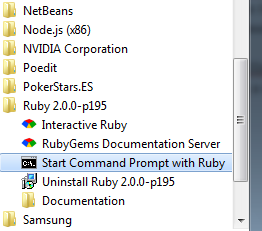 NetBeans
Node.js (x86)
NVIDIA Corporation
Poedit
PokerStars.ES
Ruby 2.0.0-p195
Interactive Ruby
RubyGems Documentation Server
Start Command Prompt with Ruby
Uninstall Ruby 2.0.0-p195
Documentation
Samsung